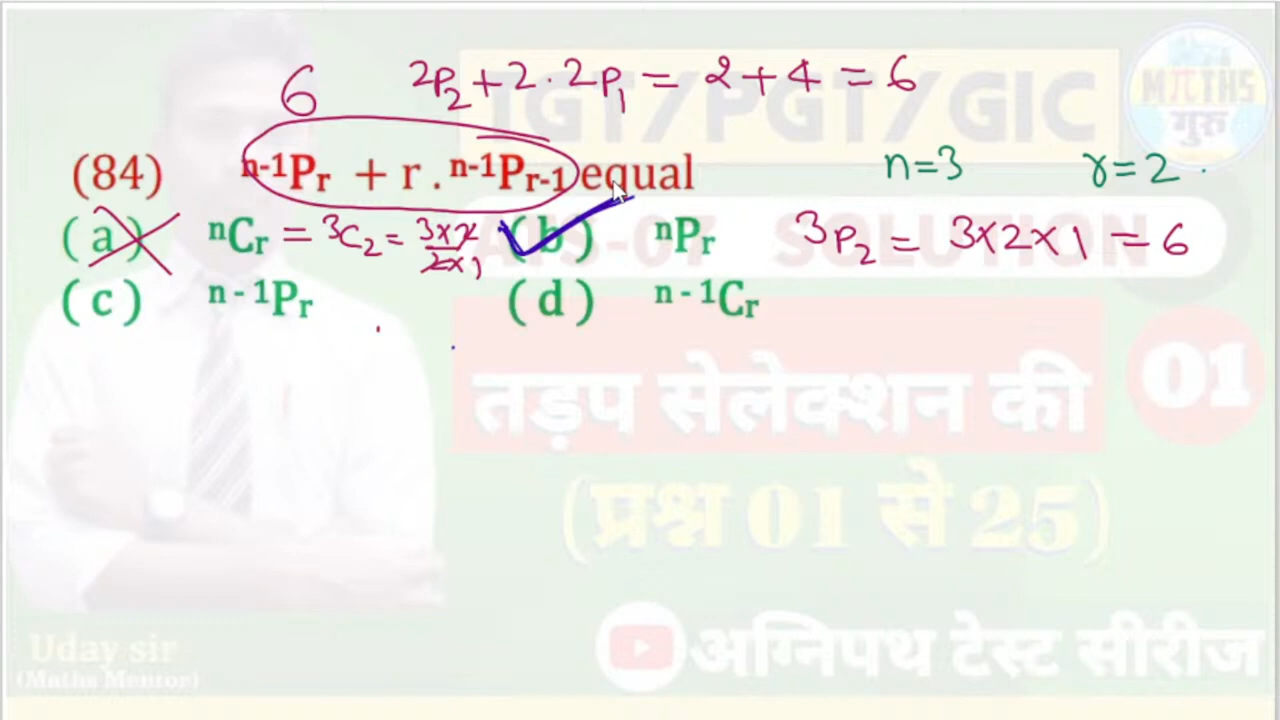 6 2P₂ + 2 · 2P₁ = 2 + 4 = 6
TGT/PGT/GIC
MπTHS
गुरु
(84) n-1Pr + r . n-1Pr-1 equal n=3 r=2
(a) nCr = 3C₂ = 3×2/2×1 (b) nPr 3P₂ = 3×2×1 = 6
SOLUTION
(c) n - 1Pr (d) n - 1Cr
तड़प सेलेक्शन की 01
(प्रश्न 01 से 25)
Uday sir
(Maths Mentor)
अग्निपथ टेस्ट सीरीज